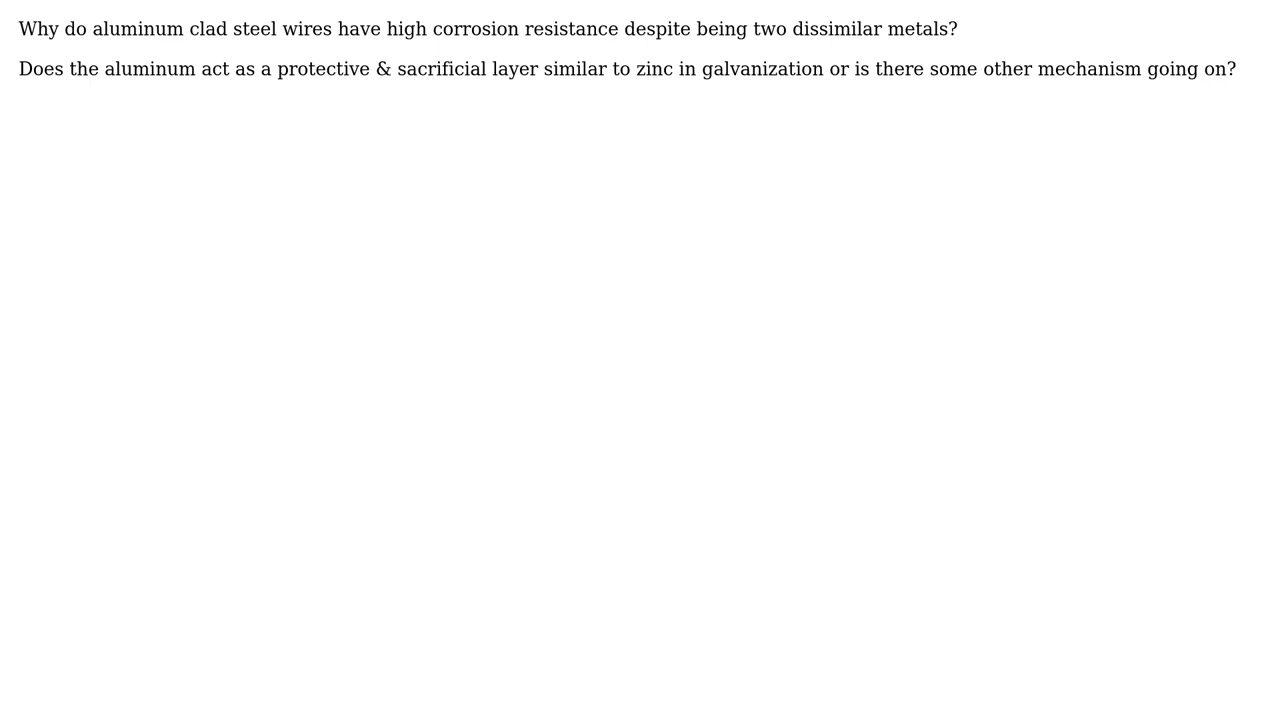 Why do aluminum clad steel wires have high corrosion resistance despite being two dissimilar metals?
Does the aluminum act as a protective & sacrificial layer similar to zinc in galvanization or is there some other mechanism going on?